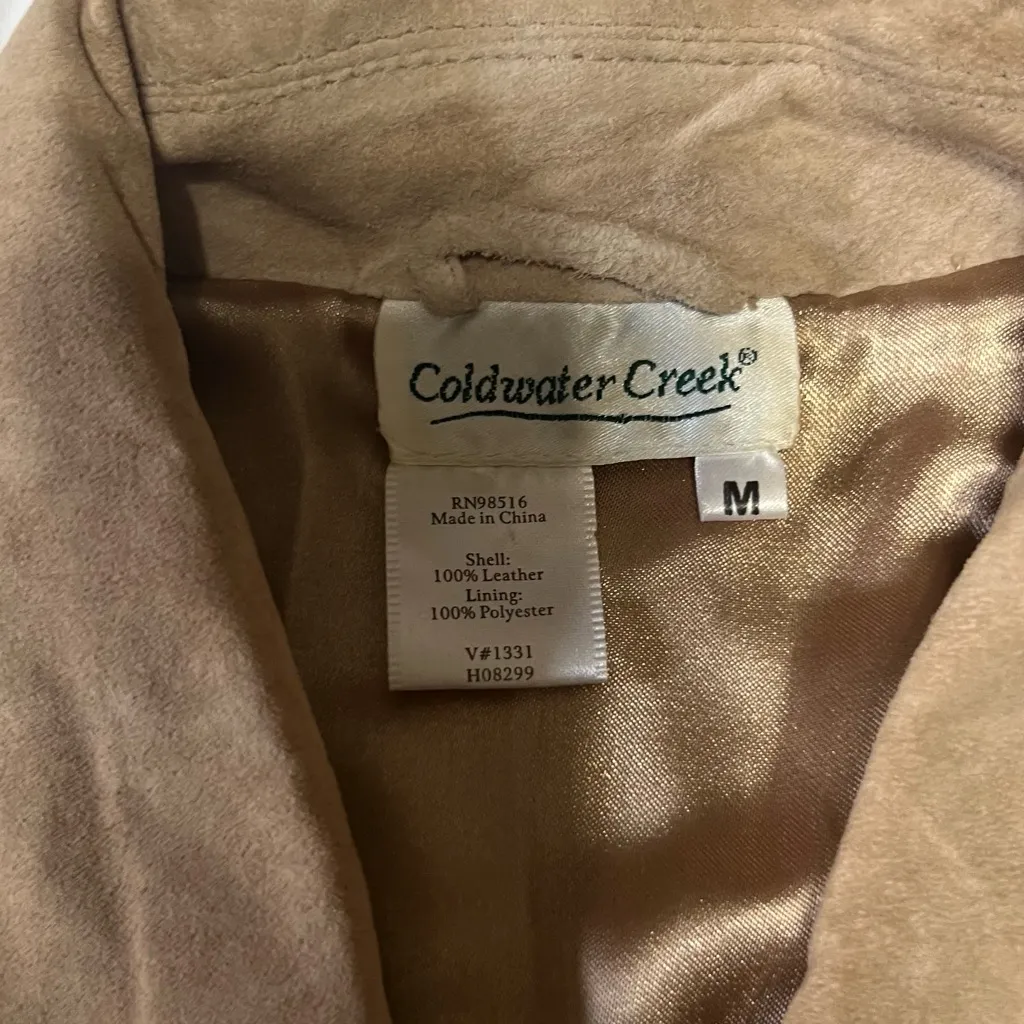 Coldwater Creek®
M
RN98516
Made in China
Shell:
100% Leather
Lining:
100% Polyester
V#1331
H08299